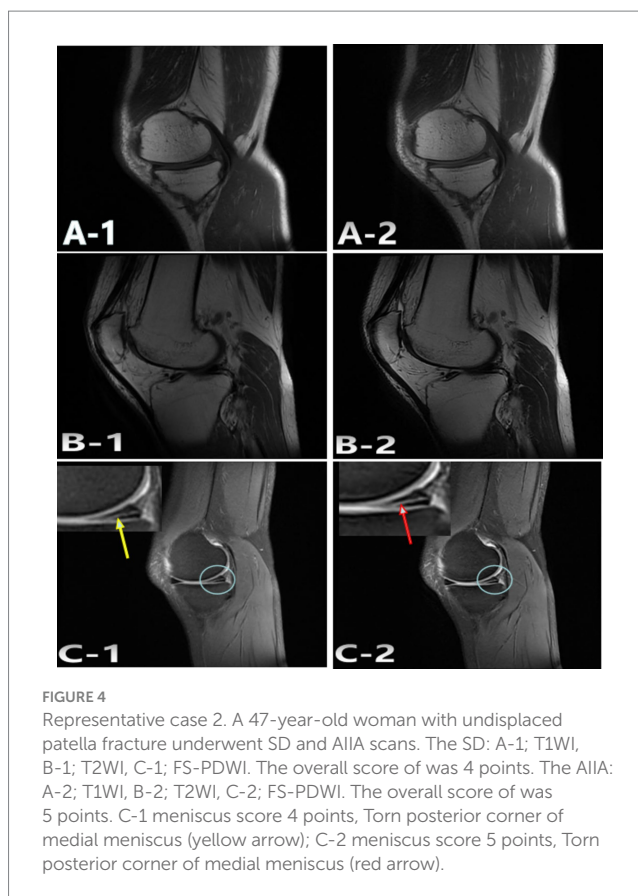 A-1
A-2
B-1
B-2
C-1
C-2
FIGURE 4
Representative case 2. A 47-year-old woman with undisplaced
patella fracture underwent SD and AIIA scans. The SD: A-1; T1WI,
B-1; T2WI, C-1; FS-PDWI. The overall score of was 4 points. The AIIA:
A-2; T1WI, B-2; T2WI, C-2; FS-PDWI. The overall score of was
5 points. C-1 meniscus score 4 points, Torn posterior corner of
medial meniscus (yellow arrow); C-2 meniscus score 5 points, Torn
posterior corner of medial meniscus (red arrow).